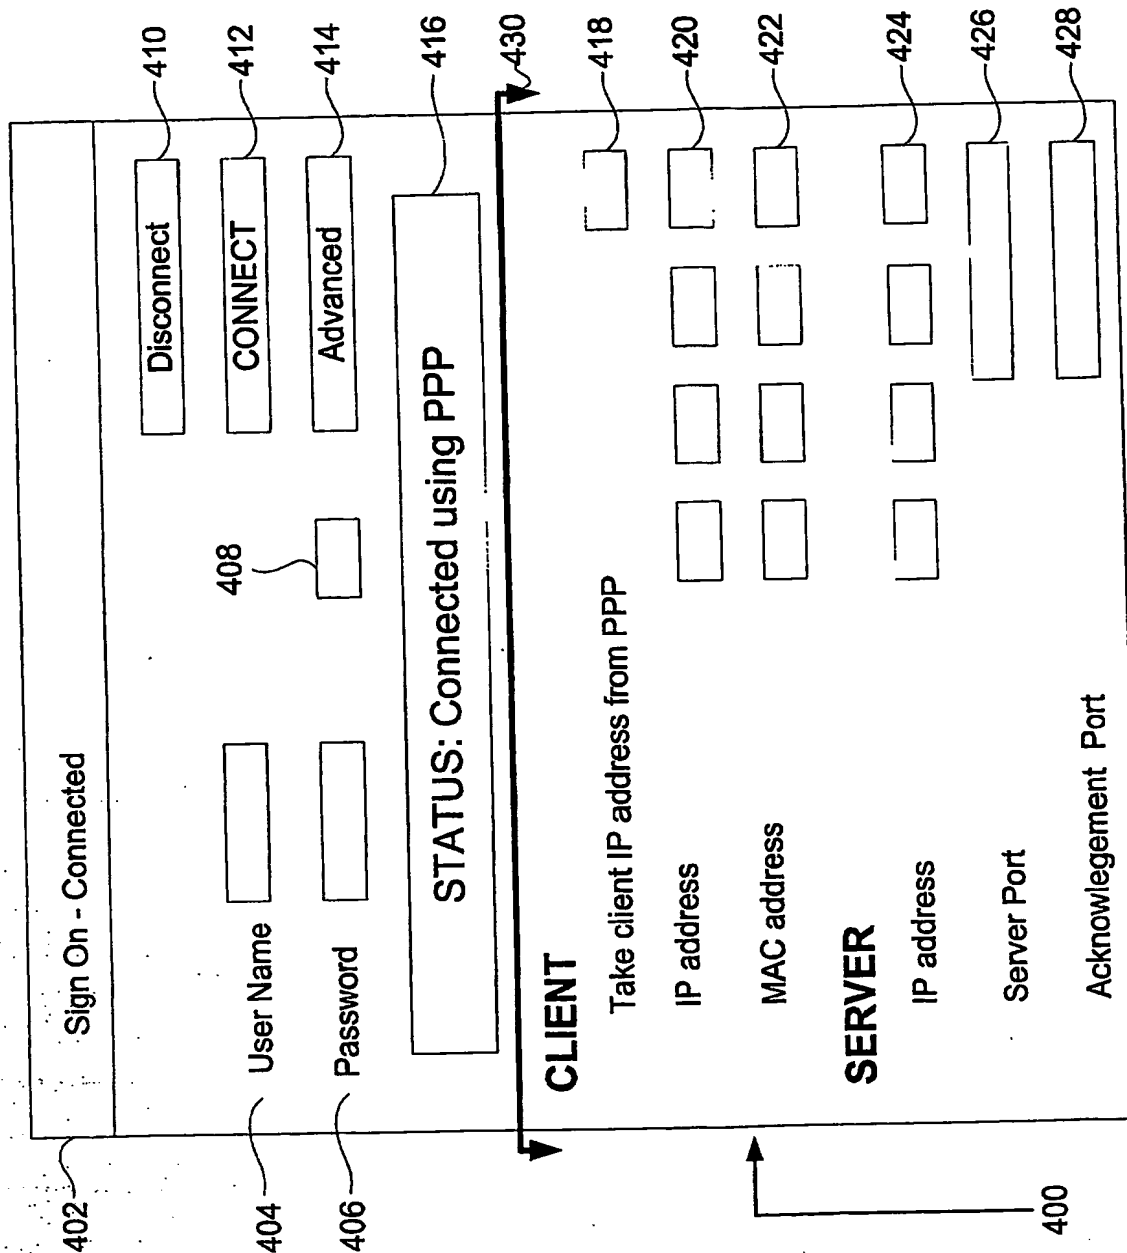 402
Sign On - Connected
410
Disconnect
404
User Name
408
CONNECT
412
406
Password
Advanced
414
STATUS: Connected using PPP
416
430
CLIENT
Take client IP address from PPP
418
IP address
420
MAC address
422
SERVER
IP address
424
Server Port
426
Acknowlegement Port
428
400